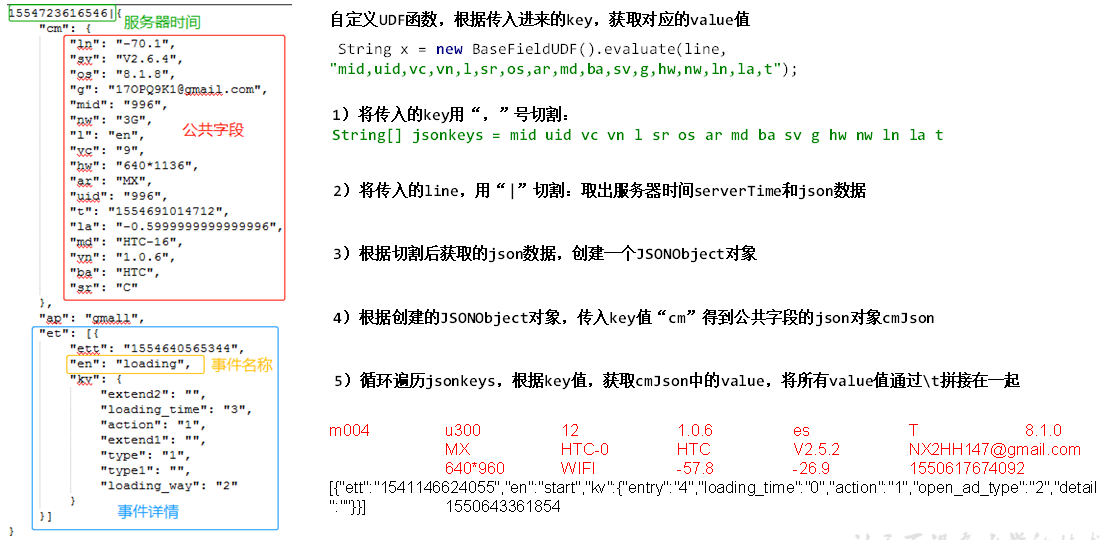 1554723616546|{
服务器时间
"cm": {
"ln": "-70.1",
"sv": "V2.6.4",
"os": "8.1.8",
"g": "17OPQ9K1@gmail.com",
"mid": "996",
"nw": "3G",
"l": "en",
公共字段
"vc": "9",
"hw": "640*1136",
"ar": "MX",
"uid": "996",
"t": "1554691014712",
"la": "-0.5999999999999996",
"md": "HTC-16",
"vn": "1.0.6",
"ba": "HTC",
"sr": "C"
},
"ap": "gmall",
"et": [{
"ett": "1554640565344",
"en": "loading",
事件名称
"kv": {
"extend2": "",
"loading_time": "3",
"action": "1",
"extend1": "",
"type": "1",
"type1": "",
"loading_way": "2"
}
}]
事件详情
}
自定义UDF函数，根据传入进来的key，获取对应的value值
String x = new BaseFieldUDF().evaluate(line,
"mid,uid,vc,vn,l,sr,os,ar,md,ba,sv,g,hw,nw,ln,la,t");
1）将传入的key用“，”号切割：
String[] jsonkeys = mid uid vc vn l sr os ar md ba sv g hw nw ln la t
2）将传入的line，用“|”切割：取出服务器时间serverTime和json数据
3）根据切割后获取的json数据，创建一个JSONObject对象
4）根据创建的JSONObject对象，传入key值“cm”得到公共字段的json对象cmJson
5）循环遍历jsonkeys，根据key值，获取cmJson中的value，将所有value值通过\t拼接在一起
m004 u300 12 1.0.6 es T 8.1.0
MX HTC-0 HTC V2.5.2 NX2HH147@gmail.com
640*960 WIFI -57.8 -26.9 1550617674092
[{"ett":"1541146624055","en":"start","kv":{"entry":"4","loading_time":"0","action":"1","open_ad_type":"2","detail
":""}}] 1550643361854